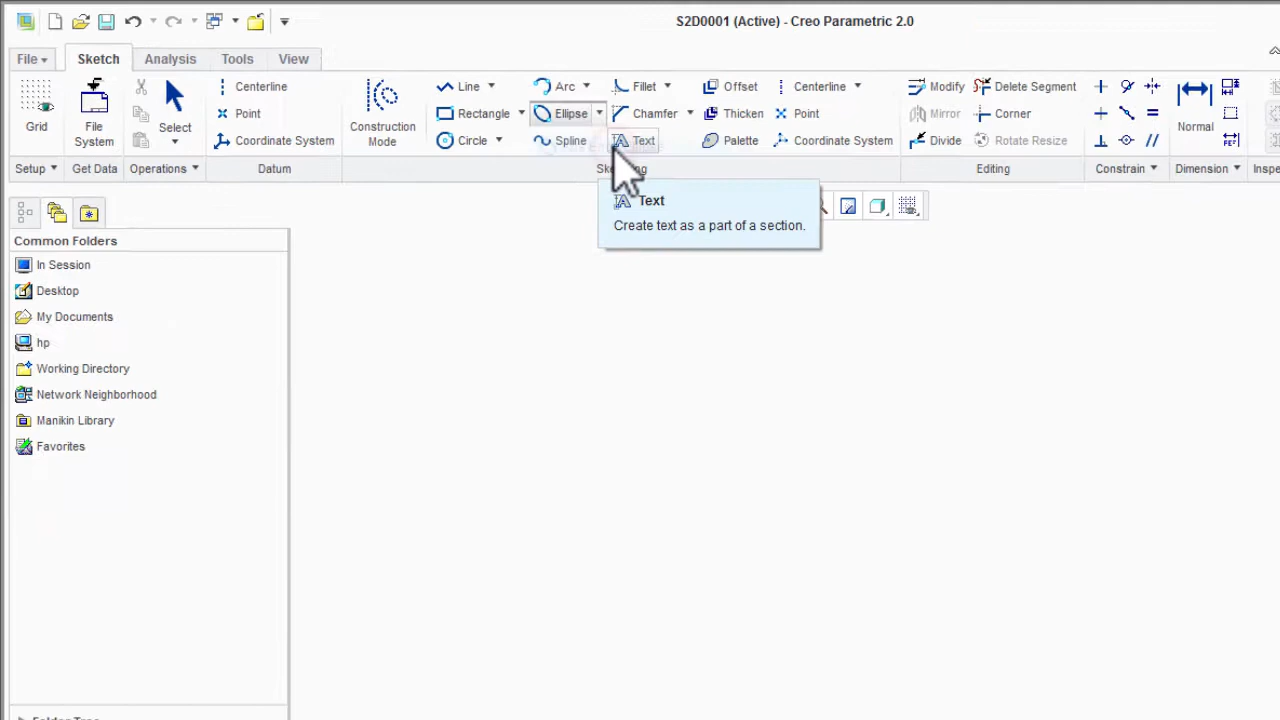 S2D0001 (Active) - Creo Parametric 2.0
File Sketch Analysis Tools View
Centerline Line Arc Fillet Offset Centerline Modify Delete Segment
Grid File System Select Point Construction Mode Rectangle Ellipse Chamfer Thicken Point Mirror Corner Normal
Coordinate System Circle Spline Text Palette Coordinate System Divide Rotate Resize
Setup Get Data Operations Datum Editing Constrain Dimension
Text
Create text as a part of a section.
Common Folders
In Session
Desktop
My Documents
hp
Working Directory
Network Neighborhood
Manikin Library
Favorites